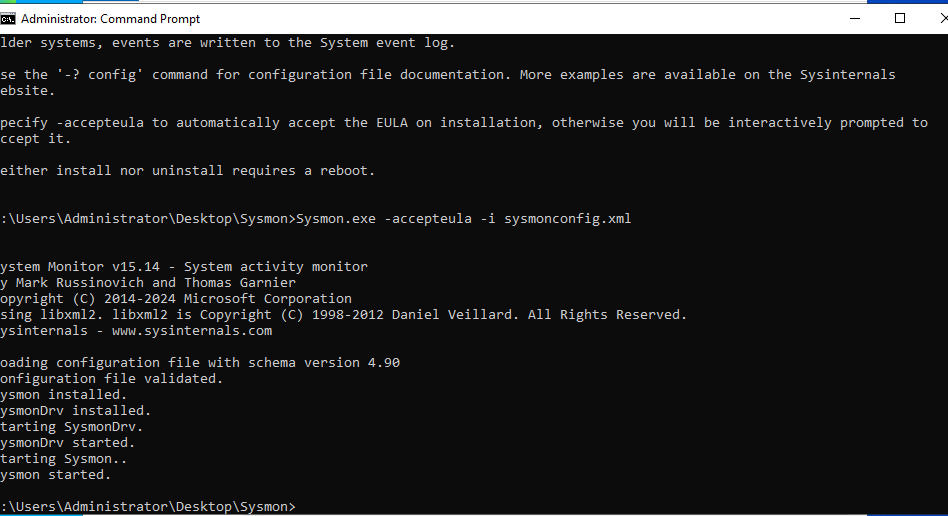 Administrator: Command Prompt
lder systems, events are written to the System event log.
se the '-? config' command for configuration file documentation. More examples are available on the Sysinternals
ebsite.
pecify -accepteula to automatically accept the EULA on installation, otherwise you will be interactively prompted to
ccept it.
either install nor uninstall requires a reboot.
:\Users\Administrator\Desktop\Sysmon>Sysmon.exe -accepteula -i sysmonconfig.xml
ystem Monitor v15.14 - System activity monitor
y Mark Russinovich and Thomas Garnier
opyright (C) 2014-2024 Microsoft Corporation
sing libxml2. libxml2 is Copyright (C) 1998-2012 Daniel Veillard. All Rights Reserved.
ysinternals - www.sysinternals.com
oading configuration file with schema version 4.90
onfiguration file validated.
ysmon installed.
ysmonDrv installed.
tarting SysmonDrv.
ysmonDrv started.
tarting Sysmon..
ysmon started.
:\Users\Administrator\Desktop\Sysmon>